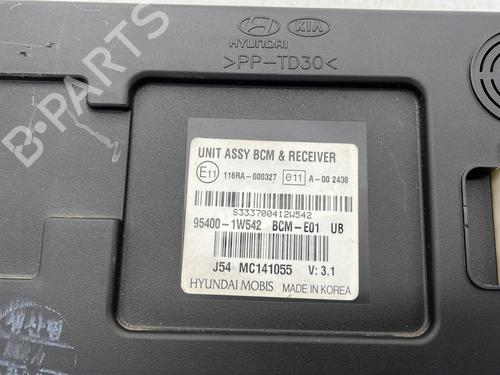 HYUNDAI KIA
>PP-TD30<
UNIT ASSY BCM & RECEIVER
E11 116RA-000327 e11 A-00 2438
S333700412W542
95400-1W542 BCM-E01 UB
J54 MC141055 V: 3.1
HYUNDAI MOBIS MADE IN KOREA